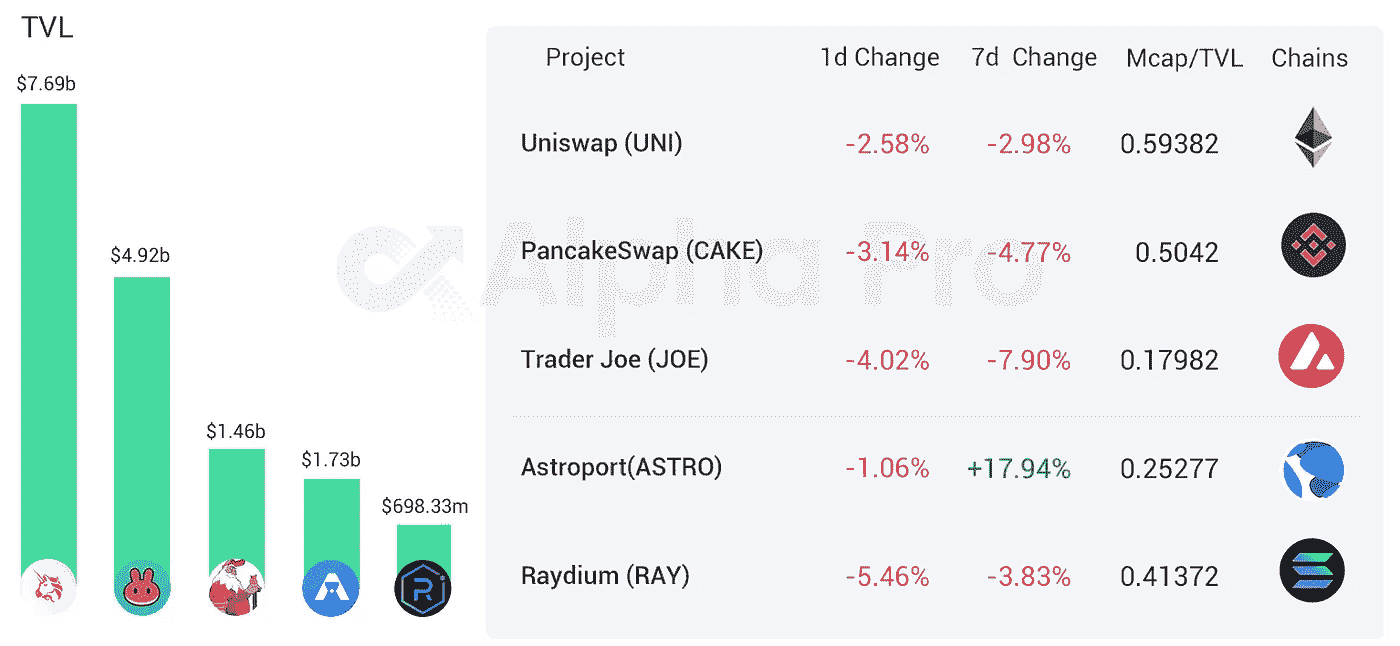 TVL
$7.69b
$4.92b
$1.46b
$1.73b
$698.33m
Project 1d Change 7d Change Mcap/TVL Chains
Uniswap (UNI) -2.58% -2.98% 0.59382
PancakeSwap (CAKE) -3.14% -4.77% 0.5042
Trader Joe (JOE) -4.02% -7.90% 0.17982
Astroport(ASTRO) -1.06% +17.94% 0.25277
Raydium (RAY) -5.46% -3.83% 0.41372
Alpha Pro